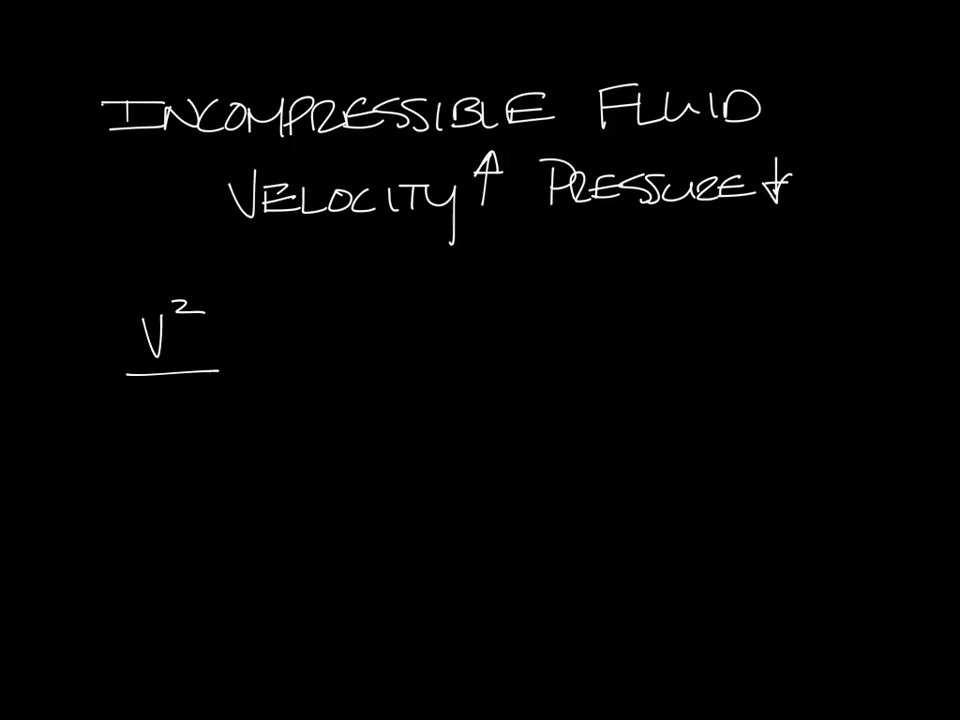 INCOMPRESSIBLE FLUID
VELOCITY↑ PRESSURE↓
V²